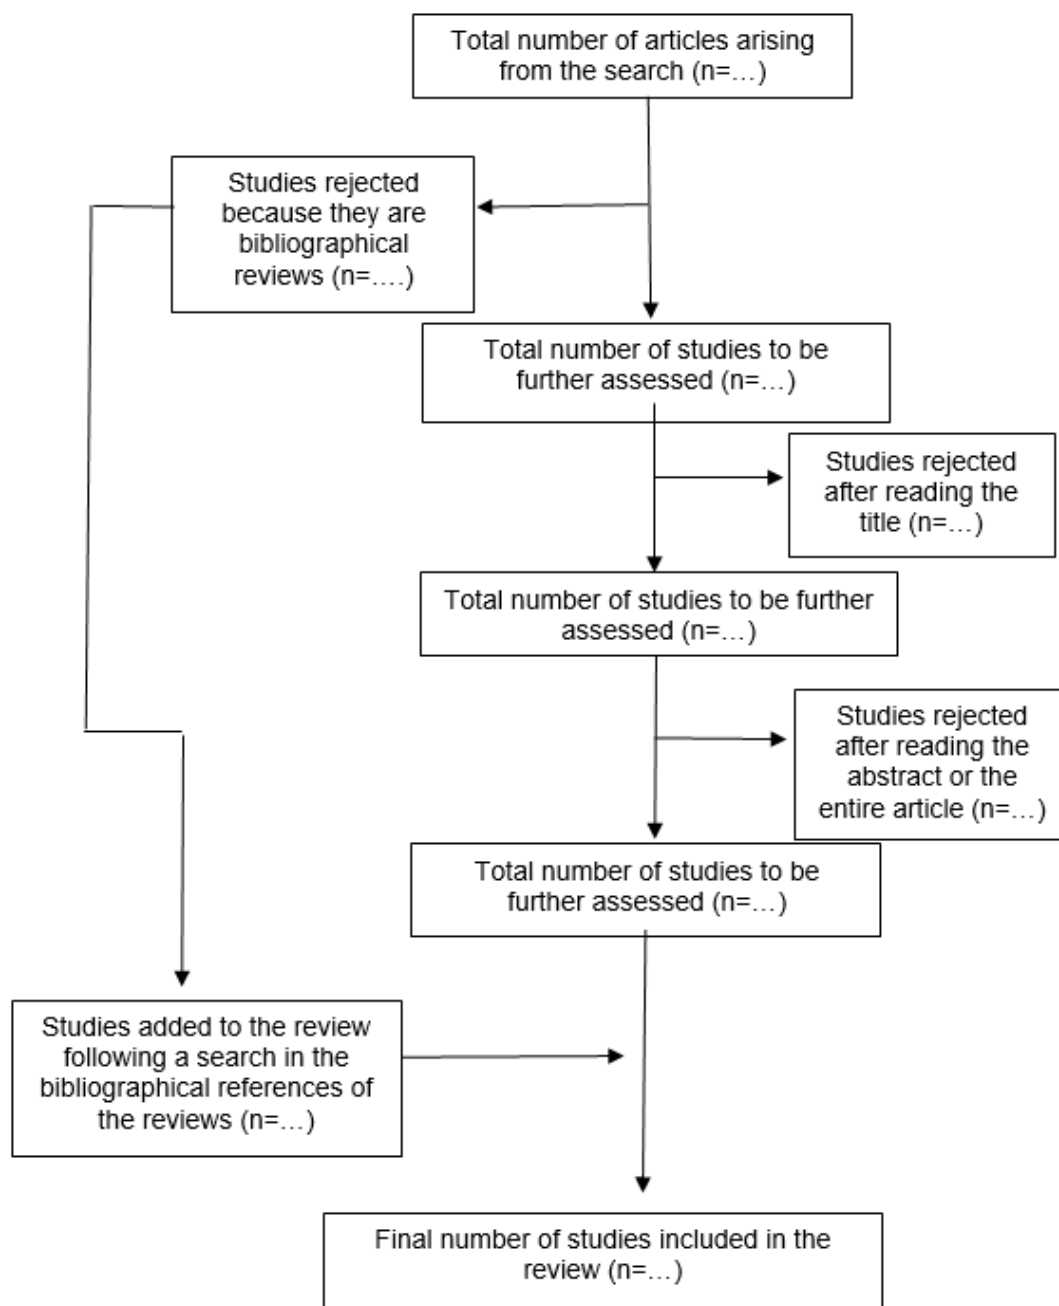 Total number of articles arising
from the search (n=…)
Studies rejected
because they are
bibliographical
reviews (n=….)
Total number of studies to be
further assessed (n=…)
Studies rejected
after reading the
title (n=…)
Total number of studies to be further
assessed (n=…)
Studies rejected
after reading the
abstract or the
entire article (n=…)
Total number of studies to be
further assessed (n=…)
Studies added to the review
following a search in the
bibliographical references of
the reviews (n=…)
Final number of studies included in the
review (n=…)